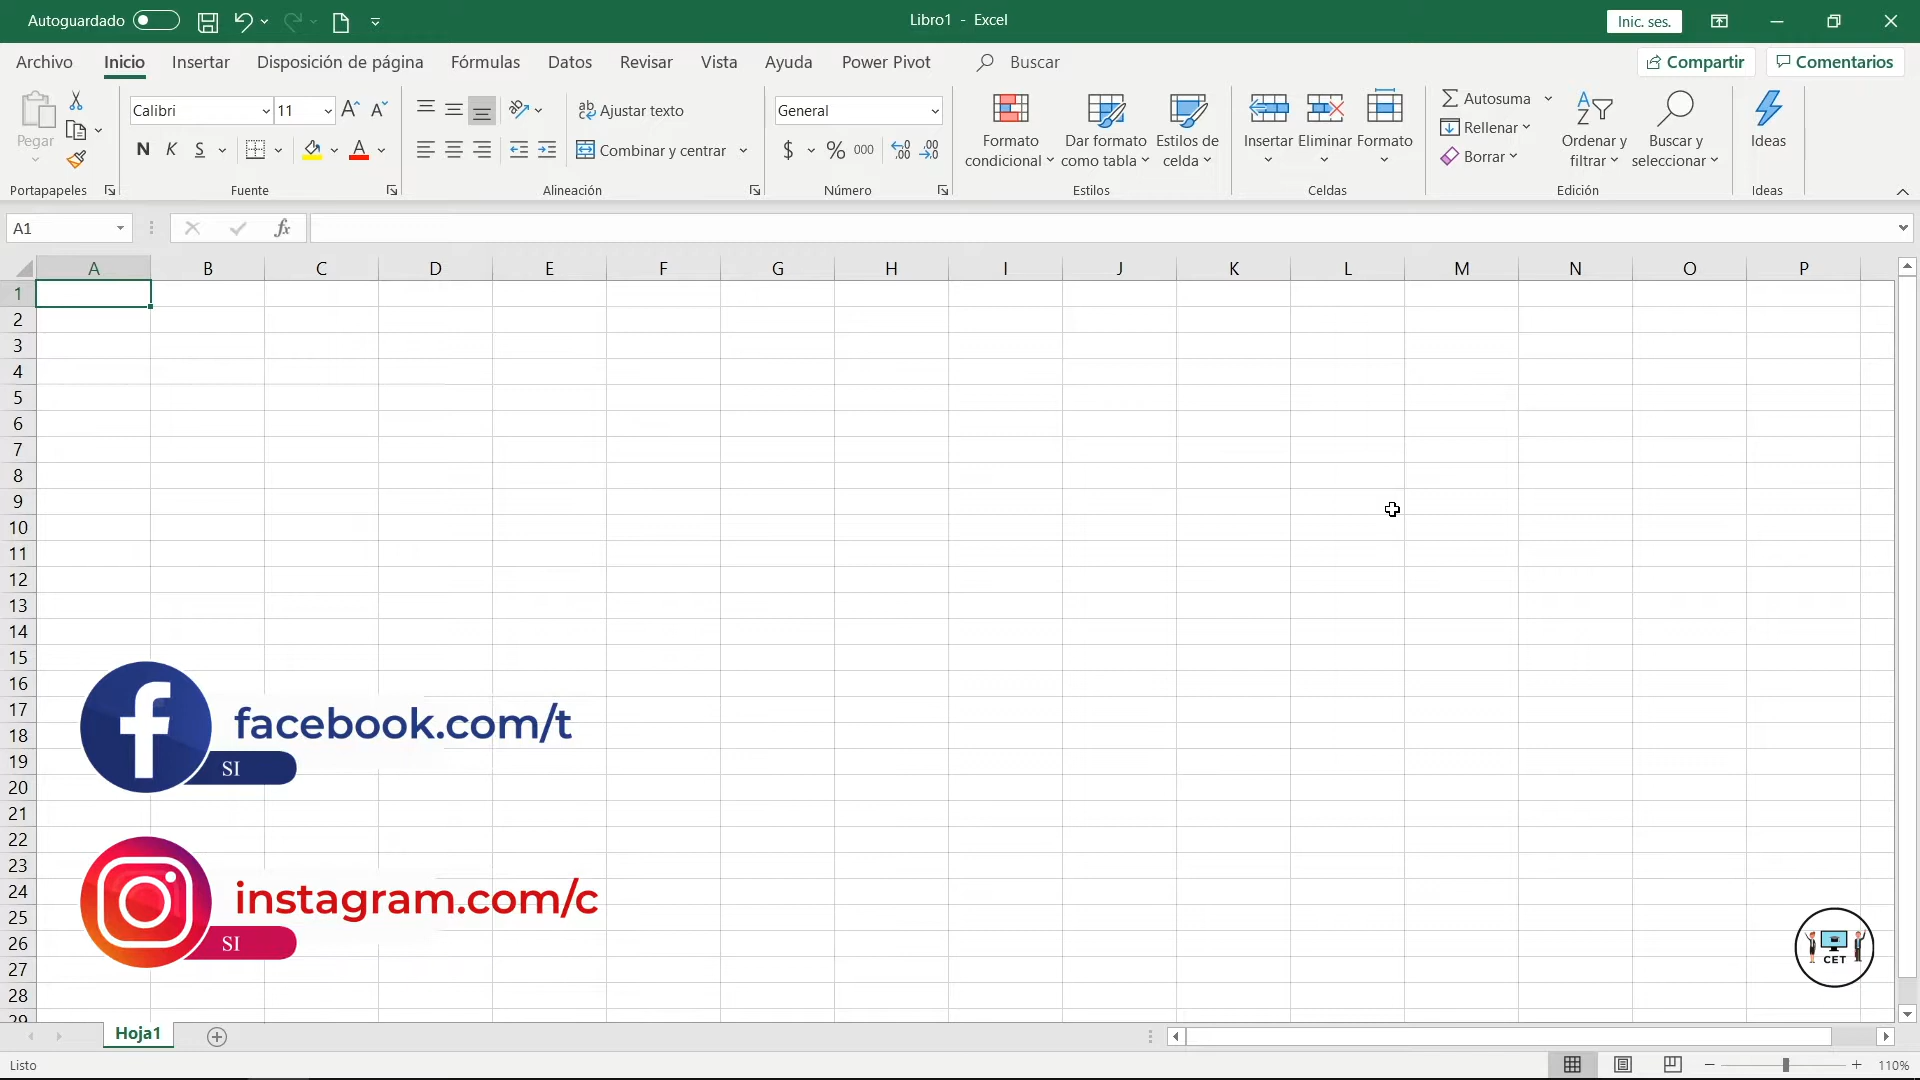 Autoguardado
Libro1 - Excel
Inic. ses.
Archivo Inicio Insertar Disposición de página Fórmulas Datos Revisar Vista Ayuda Power Pivot Buscar
Compartir Comentarios
Pegar
Calibri 11
Ajustar texto
General
Formato condicional
Dar formato como tabla
Estilos de celda
Insertar Eliminar Formato
Autosuma
Rellenar
Borrar
Ordenar y filtrar
Buscar y seleccionar
Ideas
N K S
Combinar y centrar
$ % 000
Portapapeles Fuente Alineación Número Estilos Celdas Edición Ideas
A1 fx
A B C D E F G H I J K L M N O P
1
2
3
4
5
6
7
8
9
10
11
12
13
14
15
16
17
facebook.com/t
18
19
SI
20
21
22
23
24
instagram.com/c
25
26
SI
CET
27
28
29
Hoja1
Listo
110%